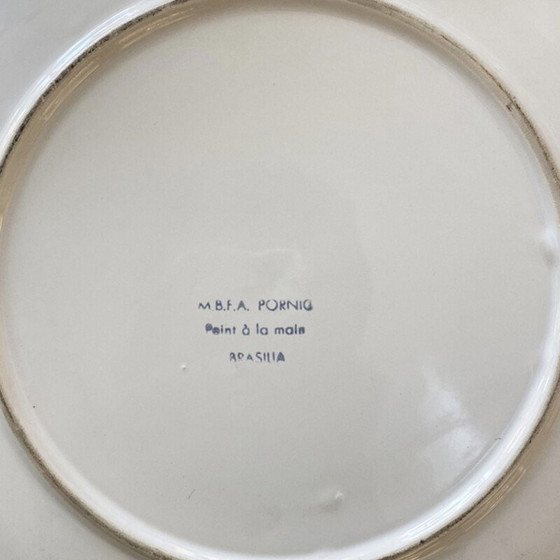 M.B.F.A. PORNIC
Peint à la main
BRASILIA